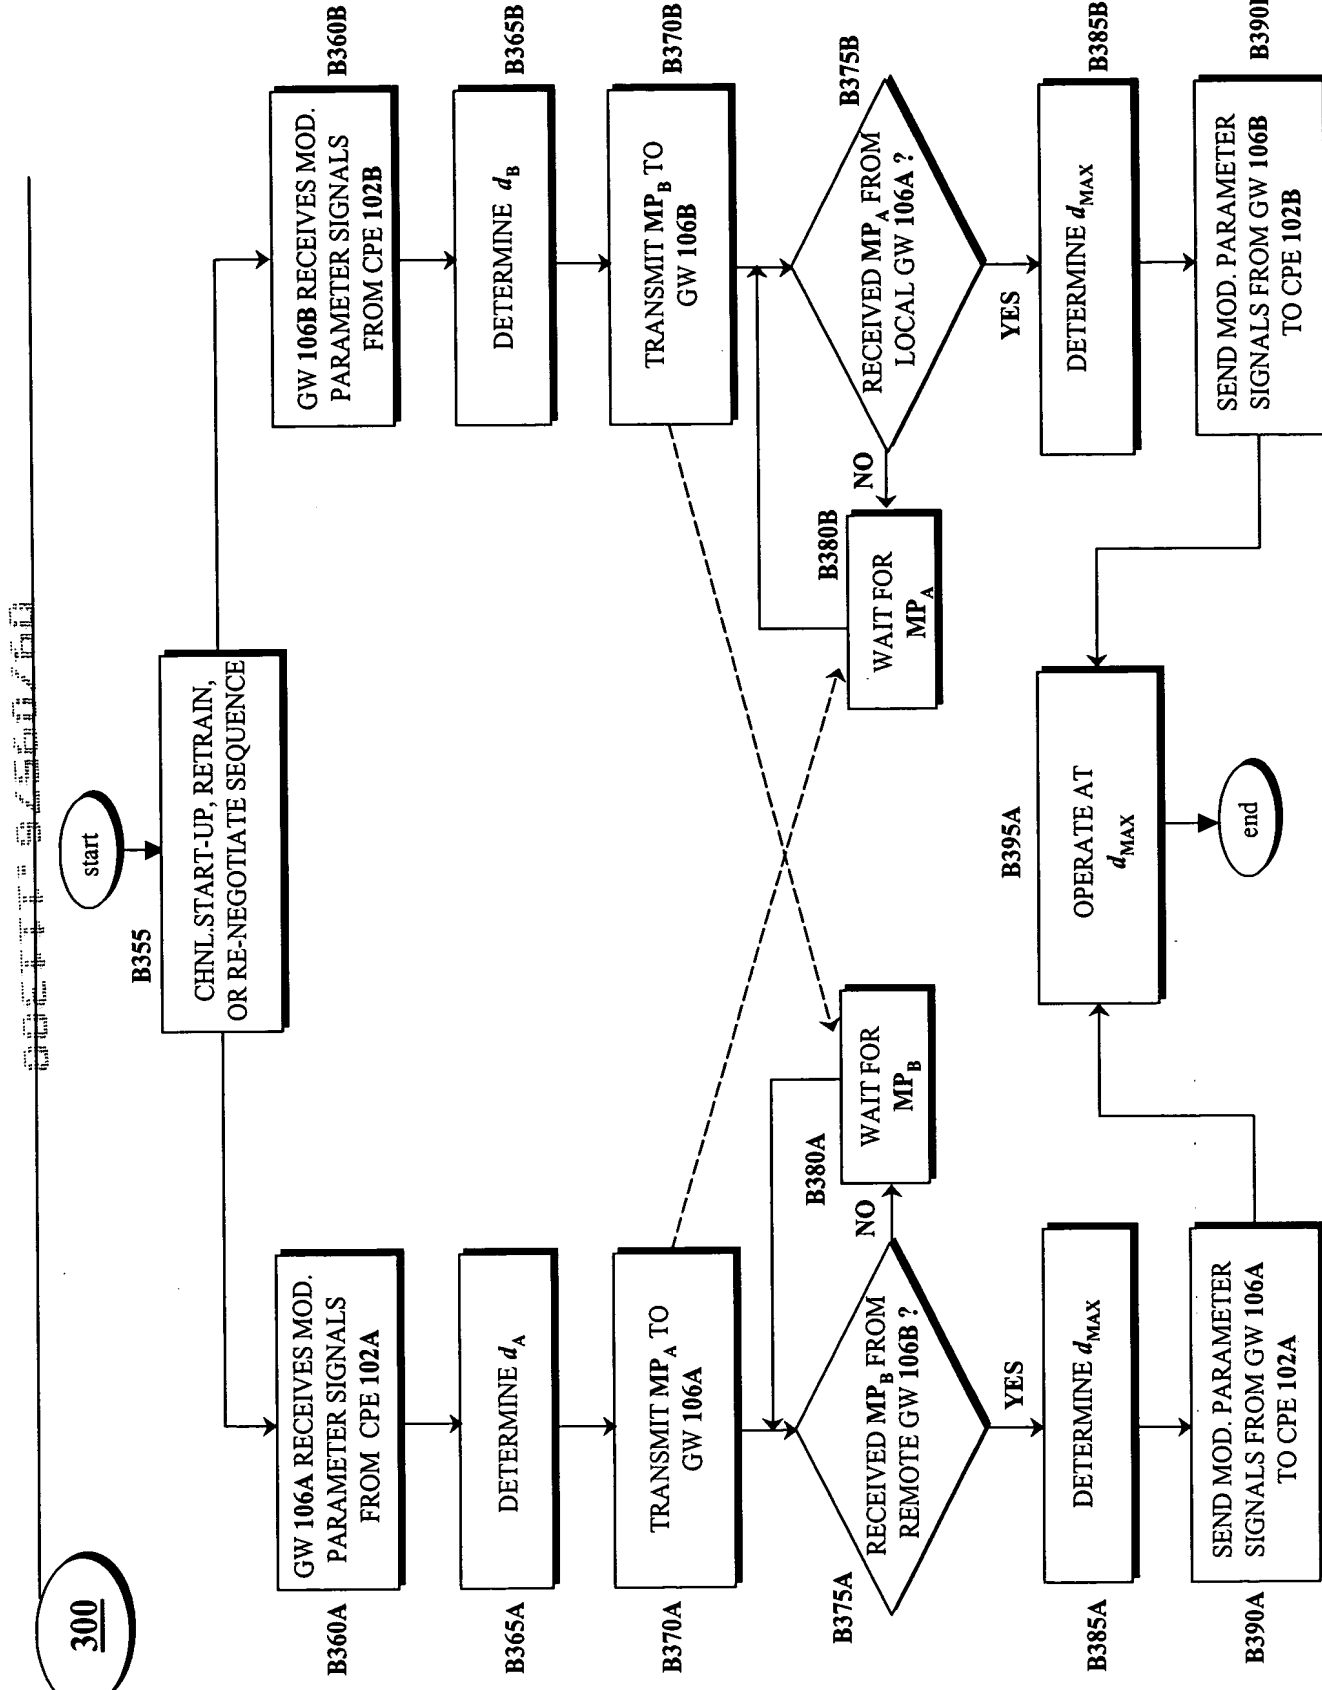 300
start
B355
CHNL.START-UP, RETRAIN,
OR RE-NEGOTIATE SEQUENCE
B360A
GW 106A RECEIVES MOD.
PARAMETER SIGNALS
FROM CPE 102A
B360B
GW 106B RECEIVES MOD.
PARAMETER SIGNALS
FROM CPE 102B
B365A
DETERMINE dA
B365B
DETERMINE dB
B370A
TRANSMIT MPA TO
GW 106A
B370B
TRANSMIT MPB TO
GW 106B
B375A
RECEIVED MPB FROM
REMOTE GW 106B ?
NO
YES
B380A
WAIT FOR
MPB
B380B
WAIT FOR
MPA
B375B
RECEIVED MPA FROM
LOCAL GW 106A ?
NO
YES
B385A
DETERMINE dMAX
B385B
DETERMINE dMAX
B390A
SEND MOD. PARAMETER
SIGNALS FROM GW 106A
TO CPE 102A
SEND MOD. PARAMETER
SIGNALS FROM GW 106B
TO CPE 102B
B395A
OPERATE AT
dMAX
end